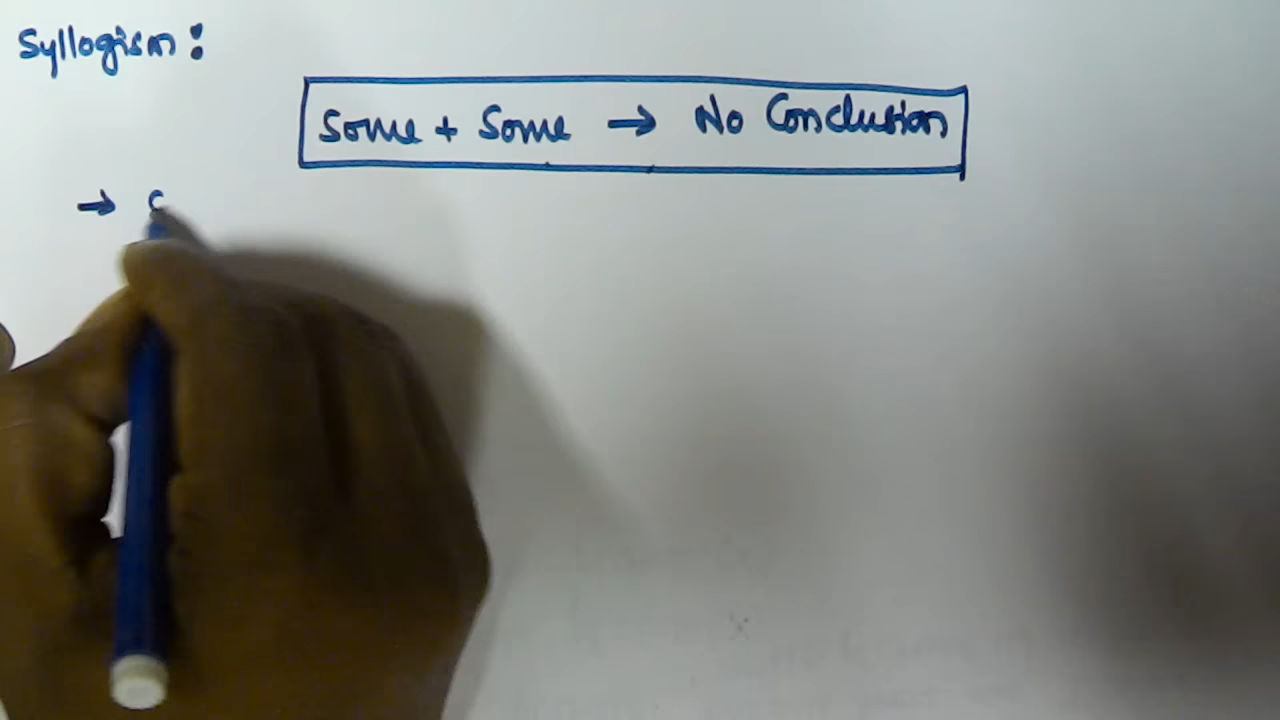 Syllogism:
Some + Some → No Conclusion
→ S